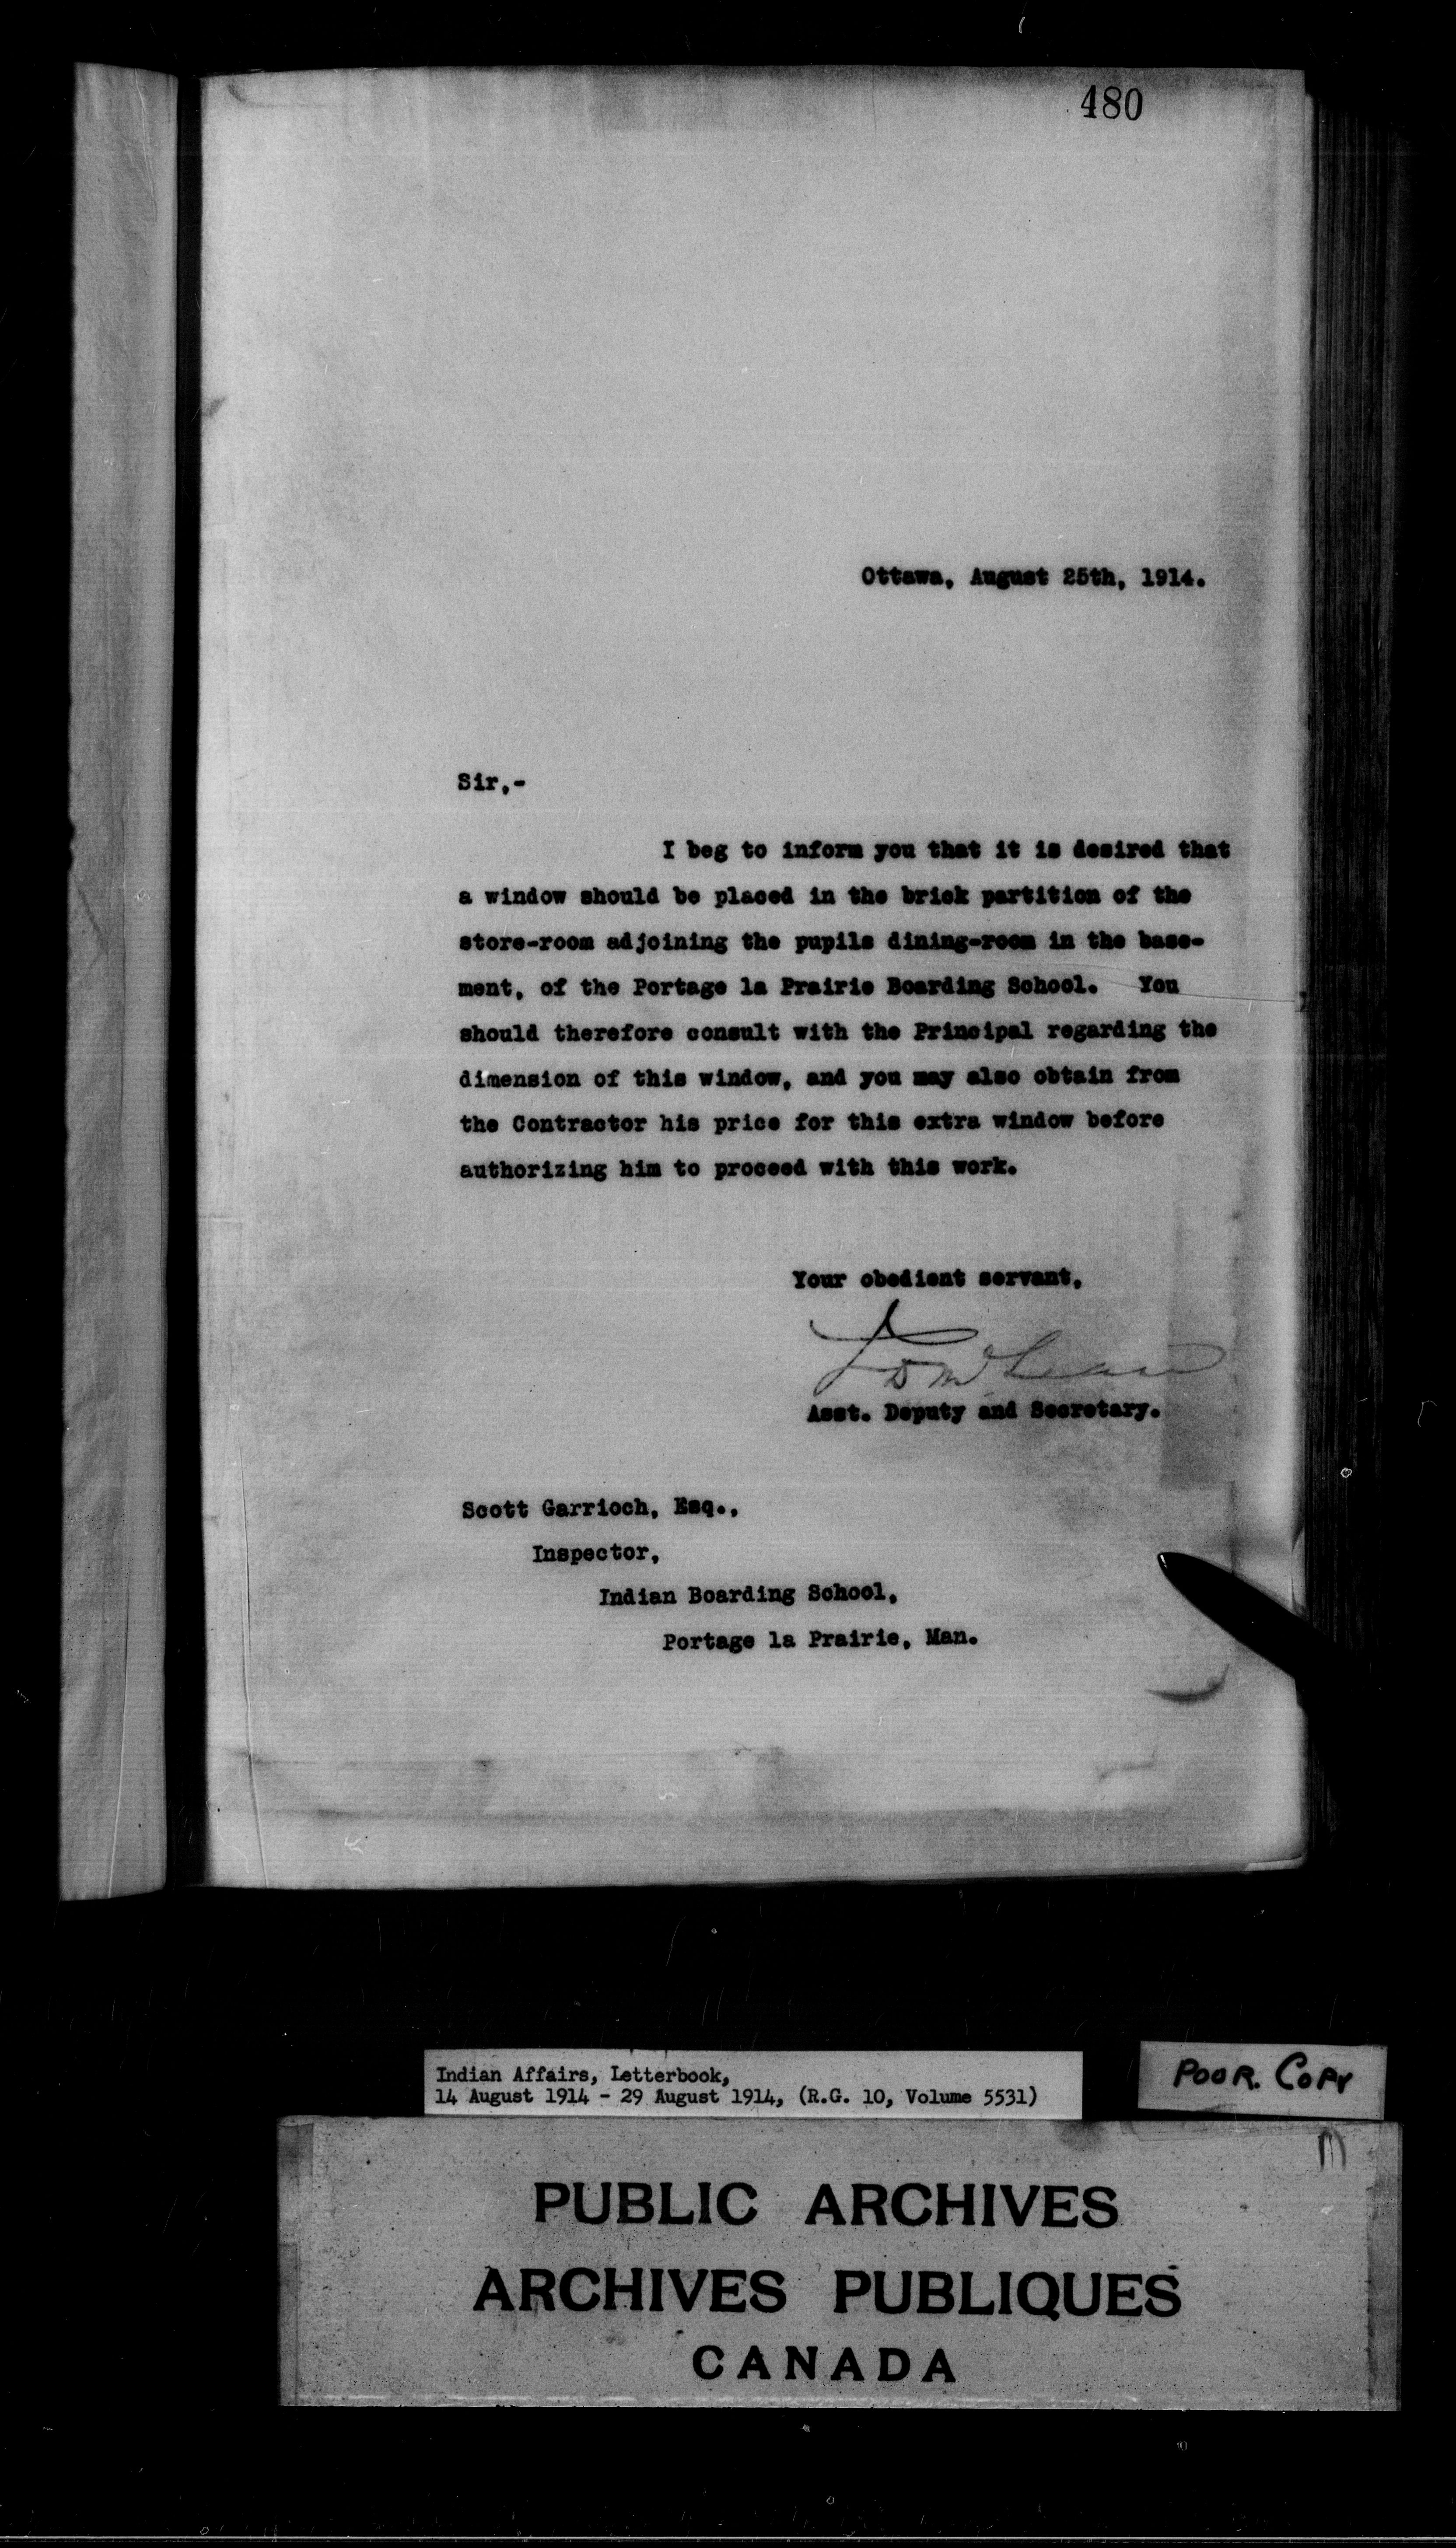 480
Ottawa, August 25th, 1914.
Sir,-
I beg to inform you that it is desired that
a window should be placed in the brick partition of the
store-room adjoining the pupils dining-room in the base-
ment, of the Portage la Prairie Boarding School. You
should therefore consult with the Principal regarding the
dimension of this window, and you may also obtain from
the Contractor his price for this extra window before
authorizing him to proceed with this work.
Your obedient servant,
J D McLean
Asst. Deputy and Secretary.
Scott Garrioch, Esq.,
Inspector,
Indian Boarding School,
Portage la Prairie, Man.
Indian Affairs, Letterbook,
14 August 1914 - 29 August 1914, (R.G. 10, Volume 5531)
POOR. COPY
PUBLIC ARCHIVES
ARCHIVES PUBLIQUES
CANADA